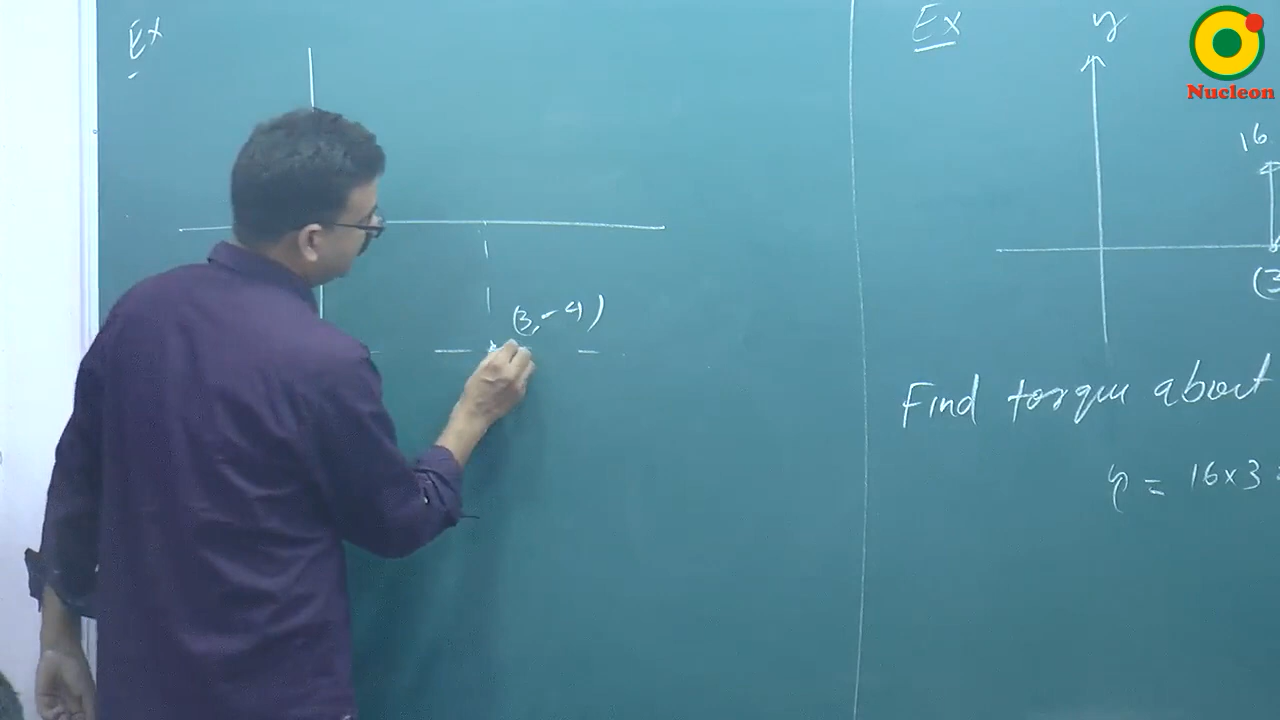 Ex
(3, -4)
Ex
y
16
(3
Find torque about
τ = 16×3
Nucleon